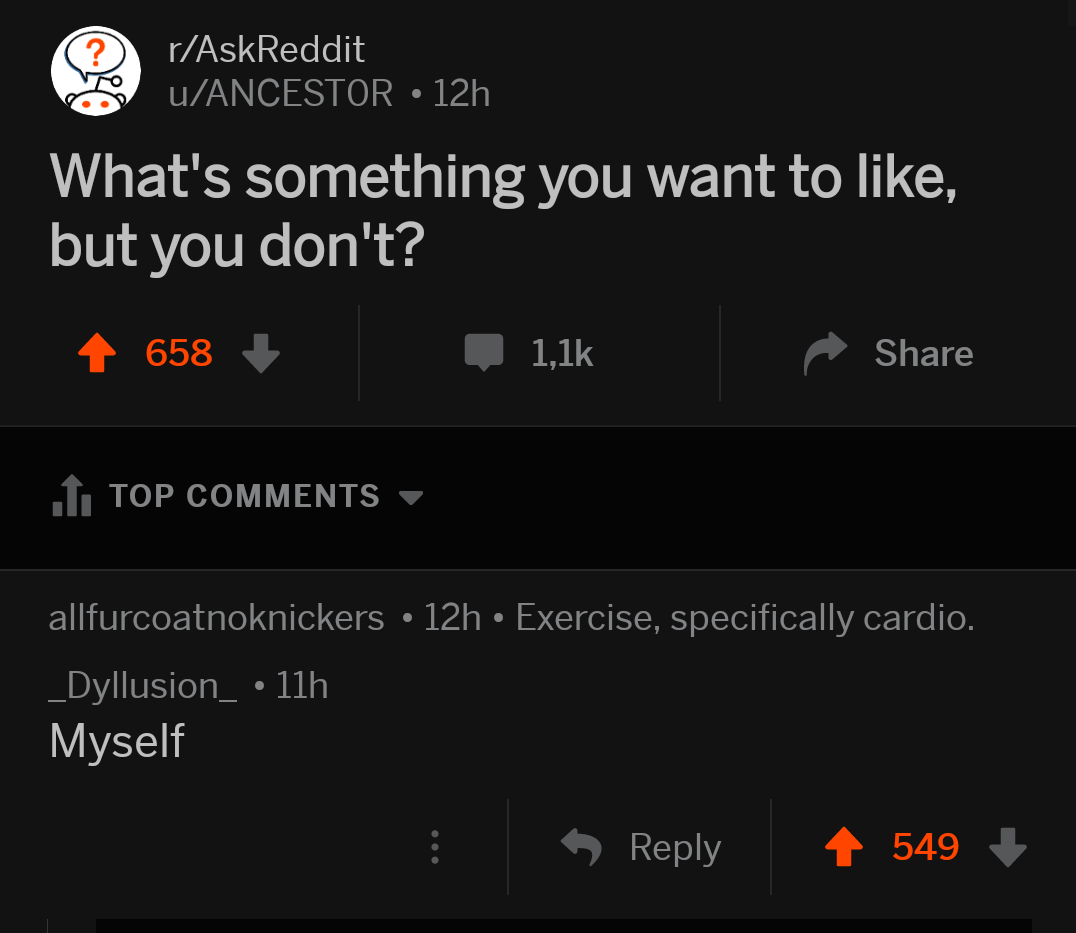 ?
r/AskReddit
u/ANCESTOR • 12h
What's something you want to like,
but you don't?
658
1,1k
Share
TOP COMMENTS
allfurcoatnoknickers • 12h • Exercise, specifically cardio.
_Dyllusion_ • 11h
Myself
Reply
549